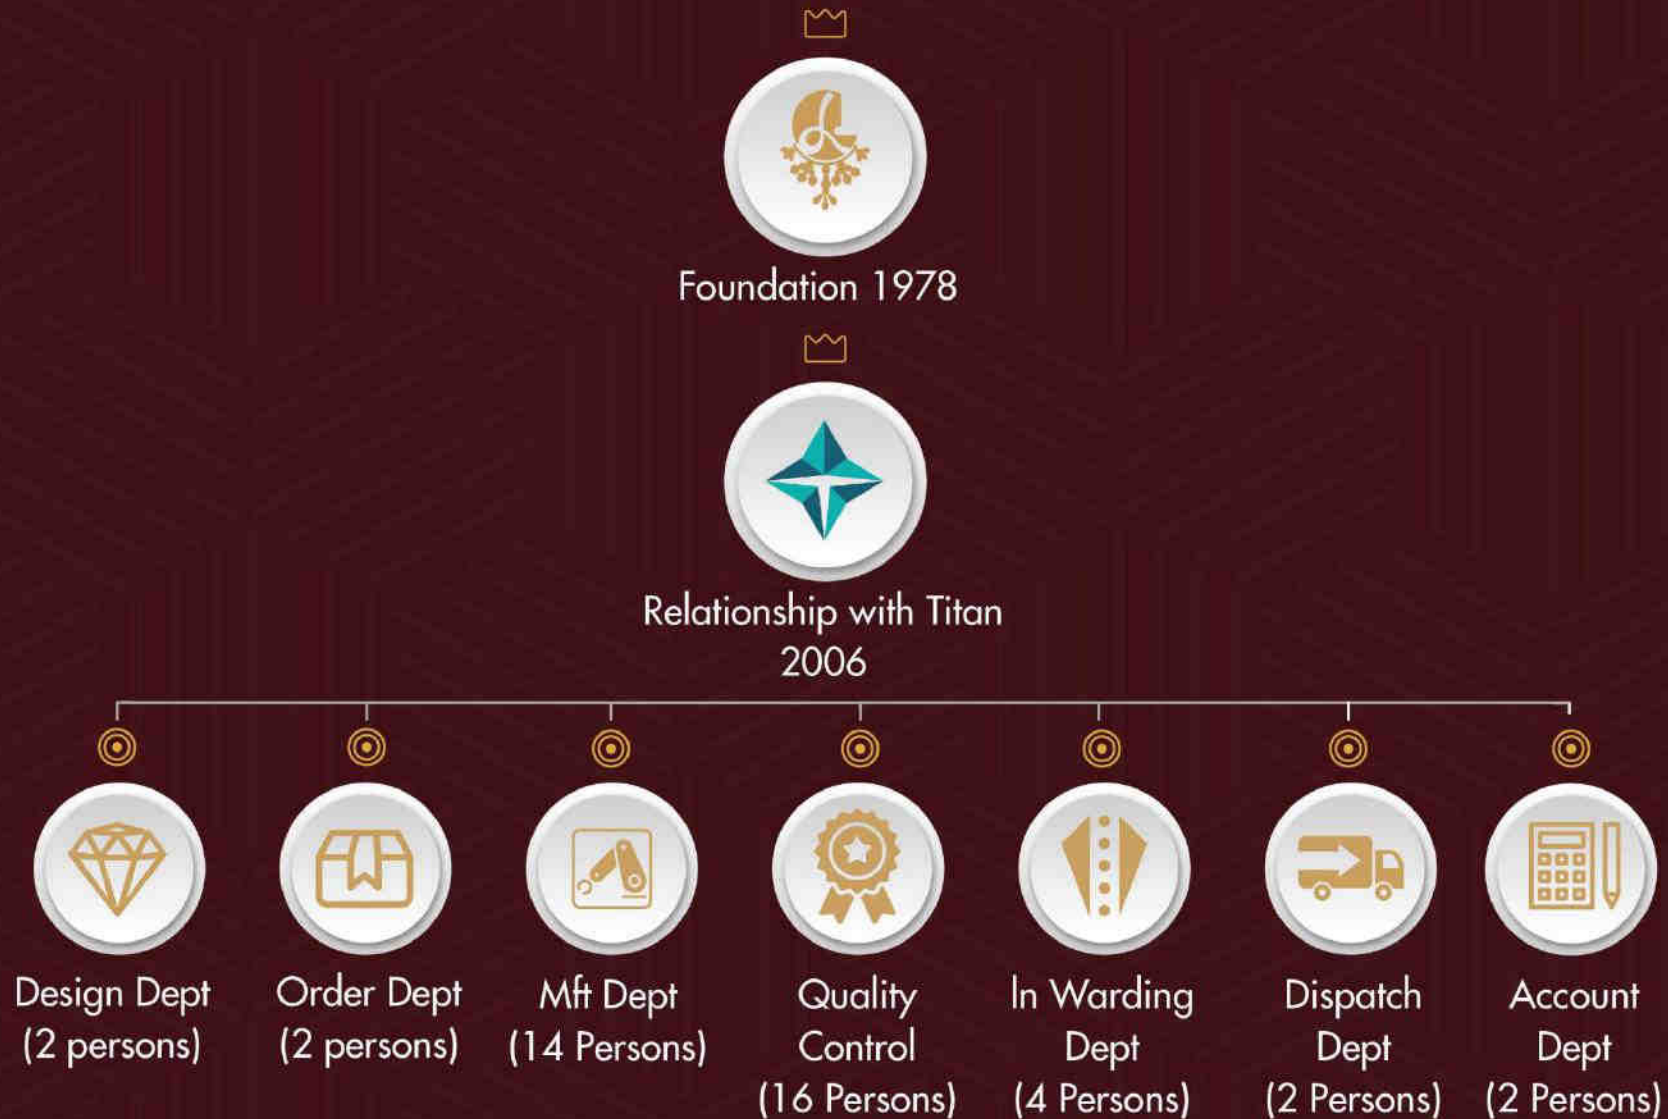 Foundation 1978
Relationship with Titan
2006
Design Dept
(2 persons)
Order Dept
(2 persons)
Mft Dept
(14 Persons)
Quality
Control
(16 Persons)
In Warding
Dept
(4 Persons)
Dispatch
Dept
(2 Persons)
Account
Dept
(2 Persons)